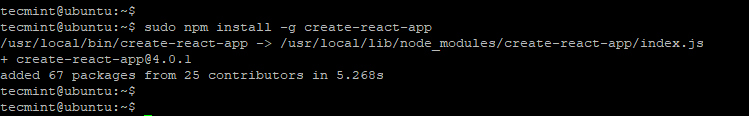 tecmint@ubuntu:~$
tecmint@ubuntu:~$ sudo npm install -g create-react-app
/usr/local/bin/create-react-app -> /usr/local/lib/node_modules/create-react-app/index.js
+ create-react-app@4.0.1
added 67 packages from 25 contributors in 5.268s
tecmint@ubuntu:~$
tecmint@ubuntu:~$